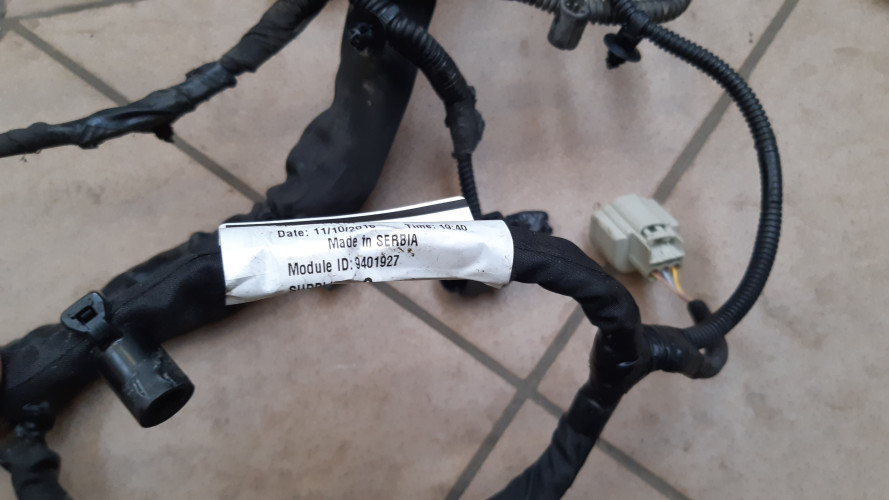 Date: 11/10/2016 Time: 19:40
Made in SERBIA
Module ID: 9401927